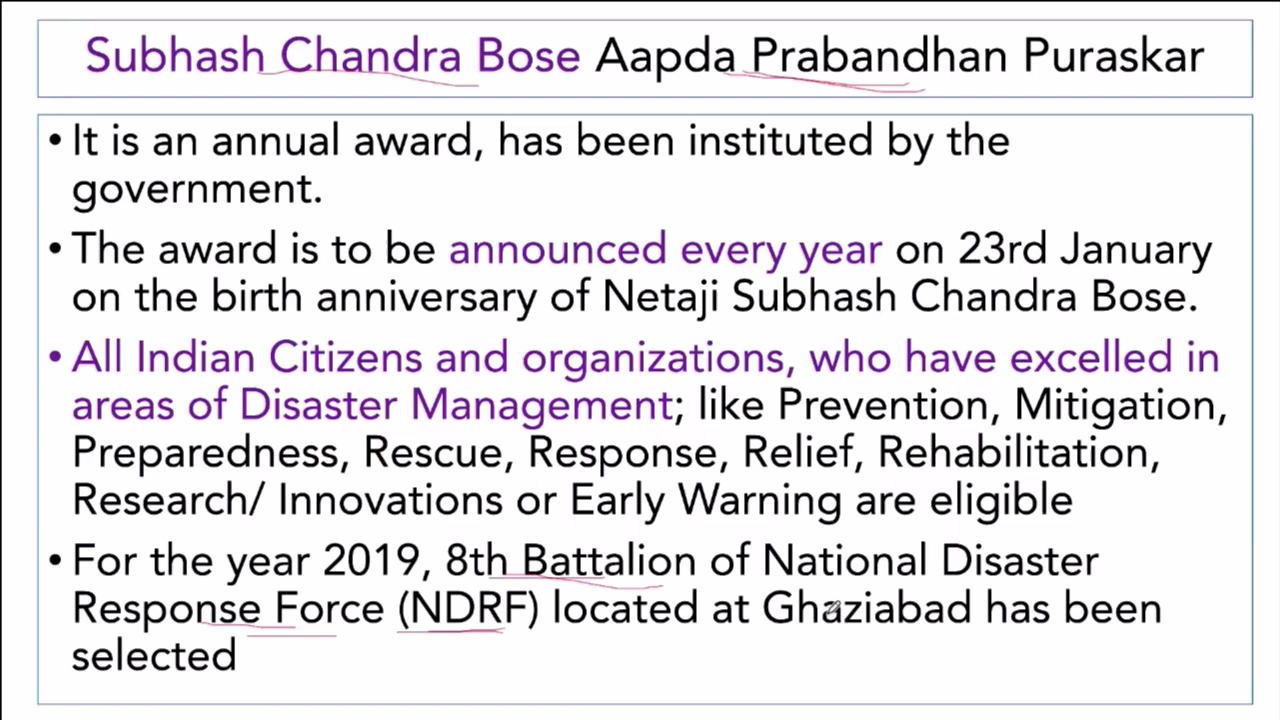 Subhash Chandra Bose Aapda Prabandhan Puraskar
• It is an annual award, has been instituted by the
government.
• The award is to be announced every year on 23rd January
on the birth anniversary of Netaji Subhash Chandra Bose.
• All Indian Citizens and organizations, who have excelled in
areas of Disaster Management; like Prevention, Mitigation,
Preparedness, Rescue, Response, Relief, Rehabilitation,
Research/ Innovations or Early Warning are eligible
• For the year 2019, 8th Battalion of National Disaster
Response Force (NDRF) located at Ghaziabad has been
selected